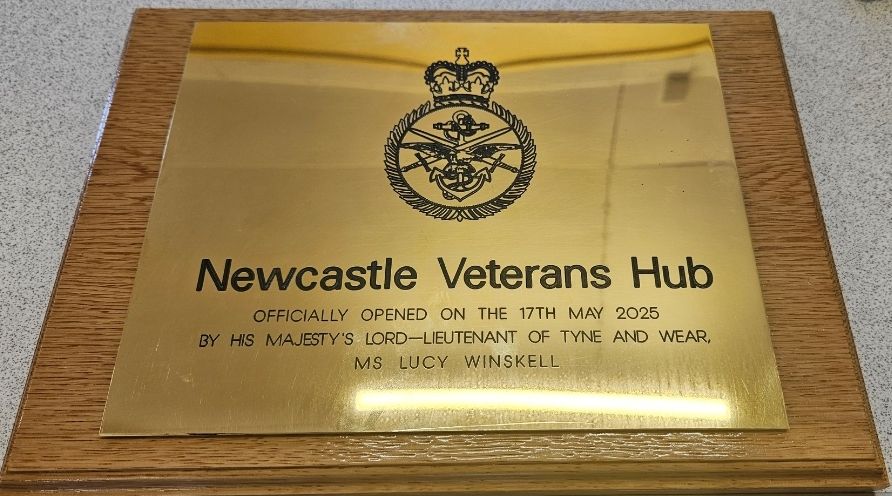 Newcastle Veterans Hub
OFFICIALLY OPENED ON THE 17TH MAY 2025
BY HIS MAJESTY'S LORD–LIEUTENANT OF TYNE AND WEAR,
MS LUCY WINSKELL